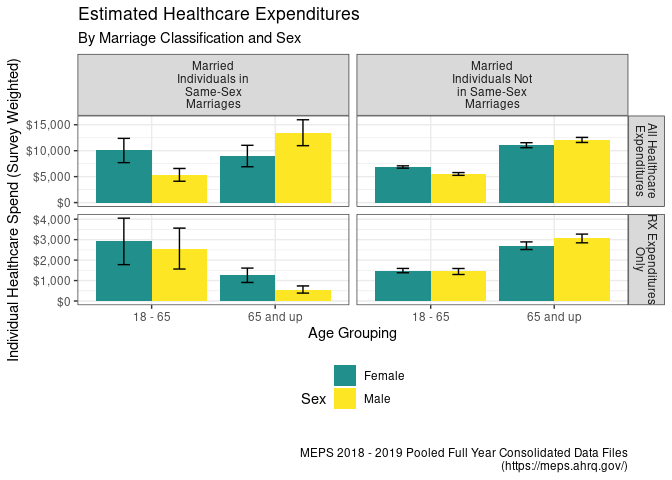 Estimated Healthcare Expenditures
By Marriage Classification and Sex
Married
Individuals in
Same-Sex
Marriages
Married
Individuals Not
in Same-Sex
Marriages
Individual Healthcare Spend (Survey Weighted)
$15,000
$10,000
$5,000
$0
All Healthcare
Expenditures
$4,000
$3,000
$2,000
$1,000
$0
RX Expenditures
Only
18 - 65
65 and up
18 - 65
65 and up
Age Grouping
Sex
Female
Male
MEPS 2018 - 2019 Pooled Full Year Consolidated Data Files
(https://meps.ahrq.gov/)